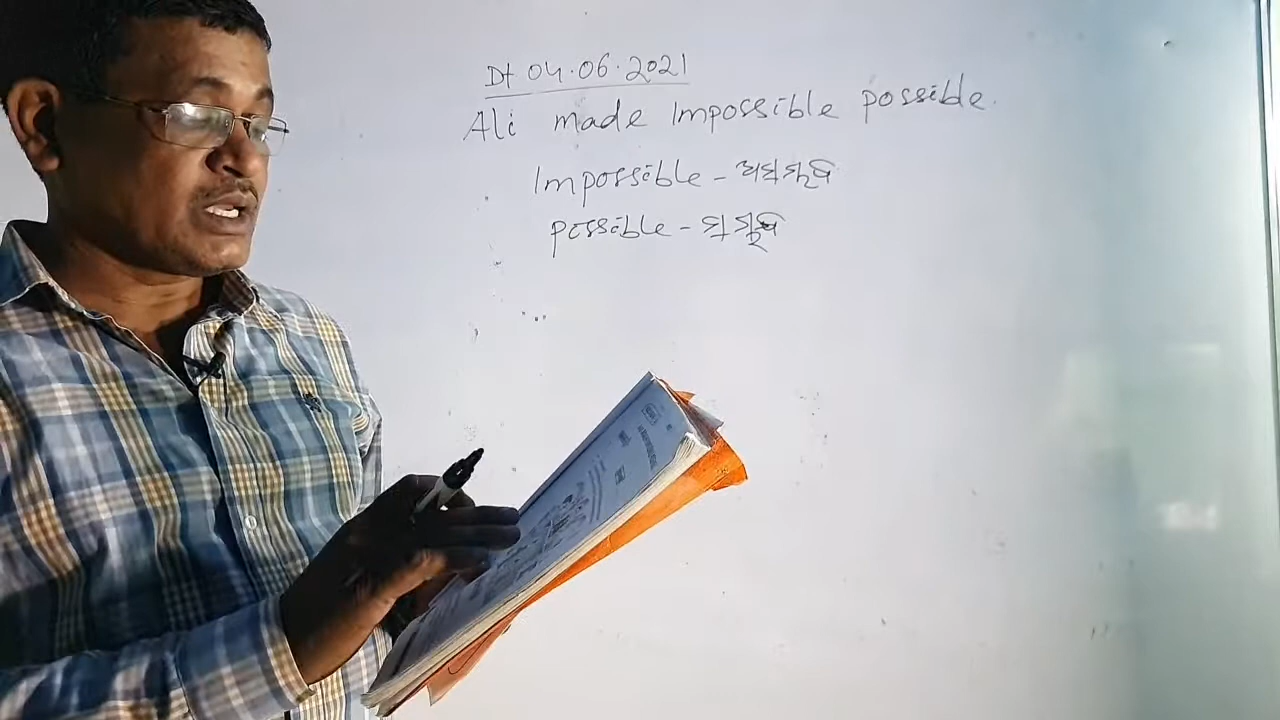 Dt 04.06.2021
Ali made Impossible possible.
Impossible - ଅସମ୍ଭବ
possible - ସମ୍ଭବ